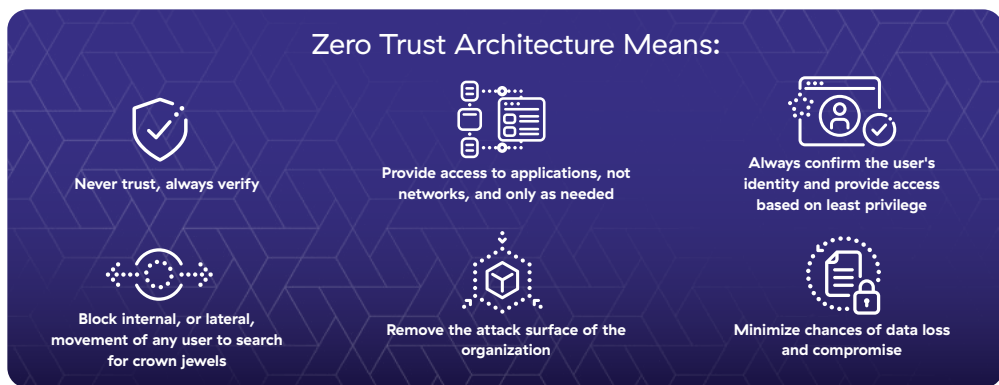 Zero Trust Architecture Means:
Never trust, always verify
Provide access to applications, not
networks, and only as needed
Always confirm the user's
identity and provide access
based on least privilege
Block internal, or lateral,
movement of any user to search
for crown jewels
Remove the attack surface of the
organization
Minimize chances of data loss
and compromise